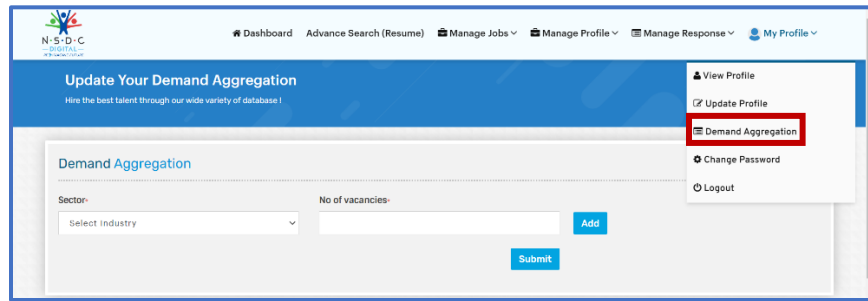 N·S·D·C
DIGITAL
Dashboard Advance Search (Resume) Manage Jobs Manage Profile Manage Response My Profile
Update Your Demand Aggregation
Hire the best talent through our wide variety of database !
View Profile
Update Profile
Demand Aggregation
Change Password
Logout
Demand Aggregation
Sector*
No of vacancies*
Select Industry
Add
Submit